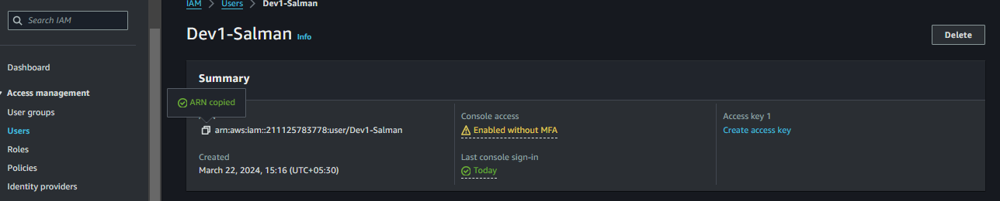 IAM > Users > Dev1-Salman
Search IAM
Dev1-Salman Info
Delete
Dashboard
Access management
User groups
Users
Roles
Policies
Identity providers
Summary
ARN copied
arn:aws:iam::211125783778:user/Dev1-Salman
Created
March 22, 2024, 15:16 (UTC+05:30)
Console access
Enabled without MFA
Last console sign-in
Today
Access key 1
Create access key